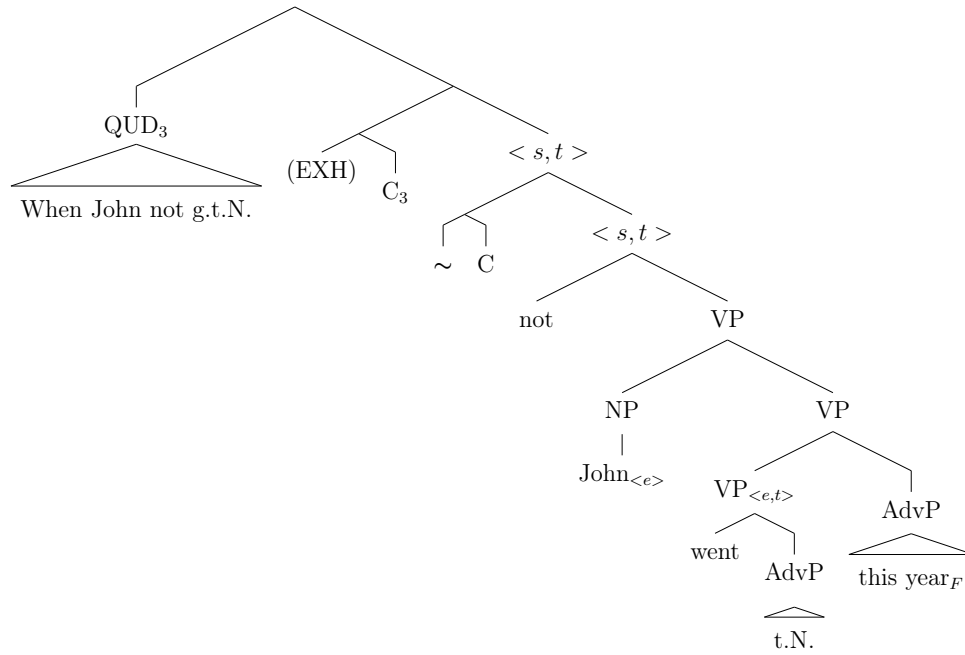 QUD₃
When John not g.t.N.
(EXH)
C₃
< s, t >
∼ C
< s, t >
not
VP
NP
VP
John<e>
VP<e,t>
AdvP
went
this year_F
AdvP
t.N.